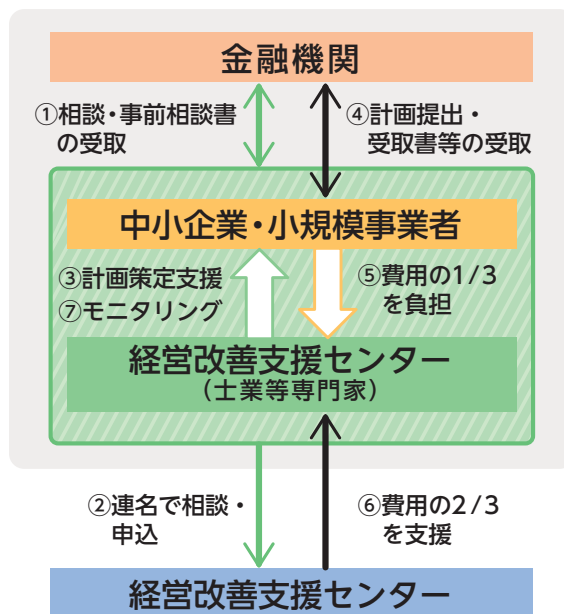 金融機関
①相談・事前相談書
の受取
④計画提出・
受取書等の受取
中小企業・小規模事業者
③計画策定支援
⑦モニタリング
⑤費用の1/3
を負担
経営改善支援センター
（士業等専門家）
②連名で相談・
申込
⑥費用の2/3
を支援
経営改善支援センター